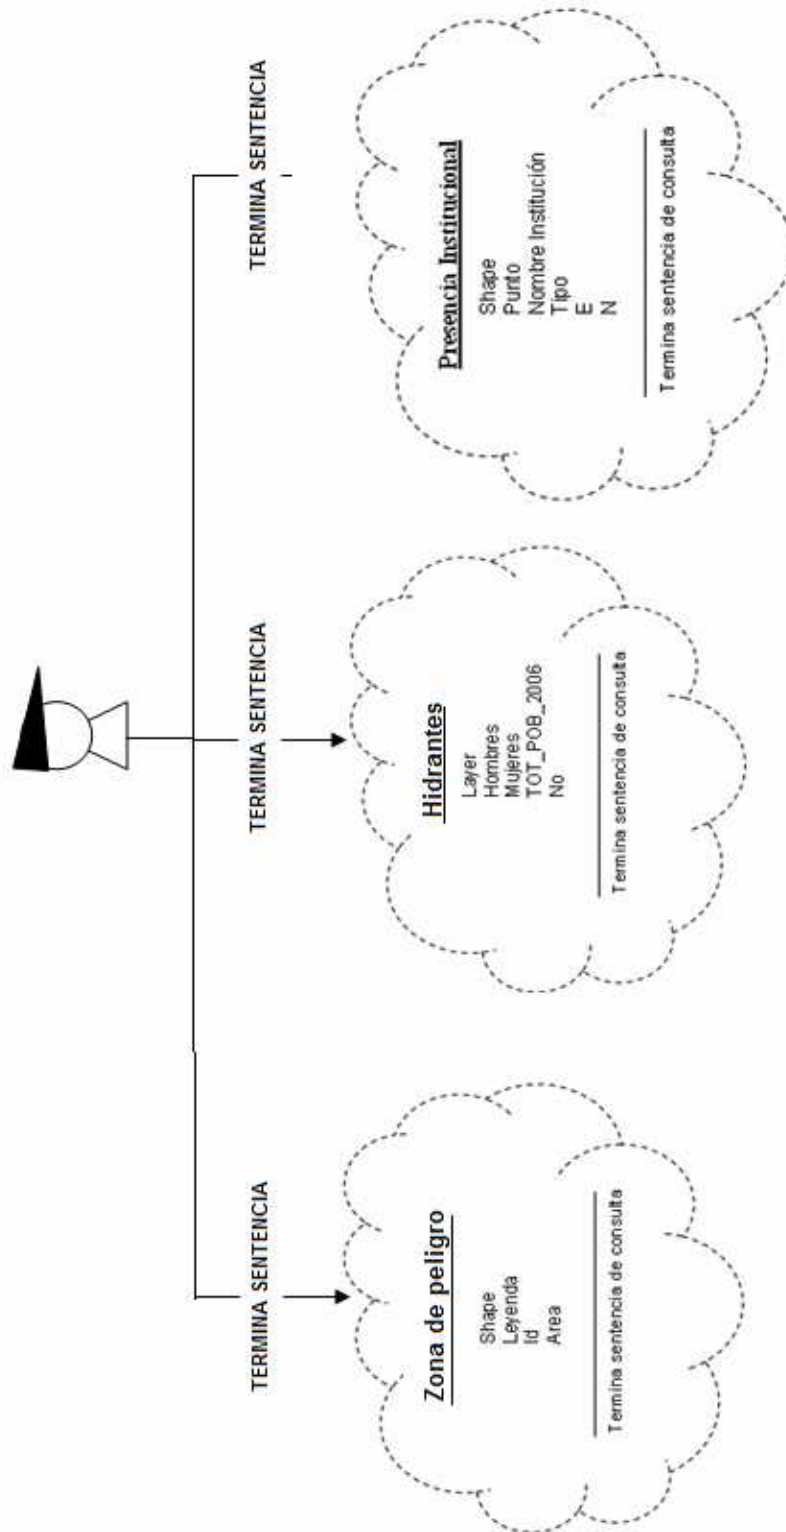 TERMINA SENTENCIA
Zona de peligro
Shape
Leyenda
Id
Area
Termina sentencia de consulta
TERMINA SENTENCIA
Hidrantes
Layer
Hombres
Mujeres
TOT_POB_2006
No
Termina sentencia de consulta
TERMINA SENTENCIA
Presencia Institucional
Shape
Punto
Nombre Institución
Tipo
E
N
Termina sentencia de consulta